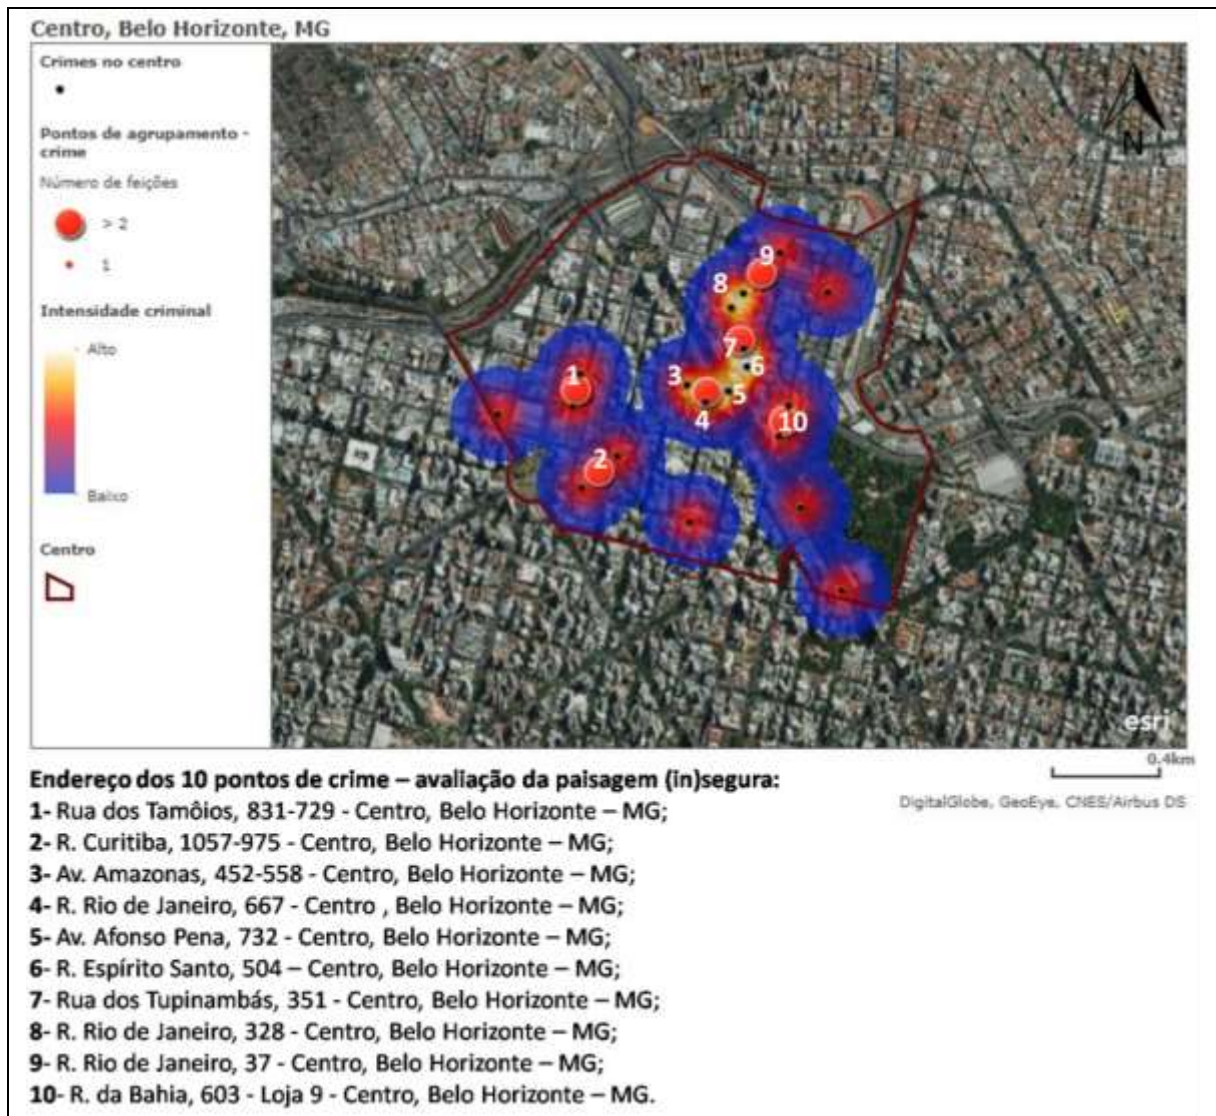 Centro, Belo Horizonte, MG
Crimes no centro
Pontos de agrupamento -
crime
Número de feições
> 2
1
Intensidade criminal
Alto
Baixo
Centro
N
9
8
7
6
1
3
5
4
10
2
esri
0.4km
DigitalGlobe, GeoEye, CNES/Airbus DS
Endereço dos 10 pontos de crime – avaliação da paisagem (in)segura:
1- Rua dos Tamôios, 831-729 - Centro, Belo Horizonte – MG;
2- R. Curitiba, 1057-975 - Centro, Belo Horizonte – MG;
3- Av. Amazonas, 452-558 - Centro, Belo Horizonte – MG;
4- R. Rio de Janeiro, 667 - Centro , Belo Horizonte – MG;
5- Av. Afonso Pena, 732 - Centro, Belo Horizonte – MG;
6- R. Espírito Santo, 504 – Centro, Belo Horizonte – MG;
7- Rua dos Tupinambás, 351 - Centro, Belo Horizonte – MG;
8- R. Rio de Janeiro, 328 - Centro, Belo Horizonte – MG;
9- R. Rio de Janeiro, 37 - Centro, Belo Horizonte – MG;
10- R. da Bahia, 603 - Loja 9 - Centro, Belo Horizonte – MG.